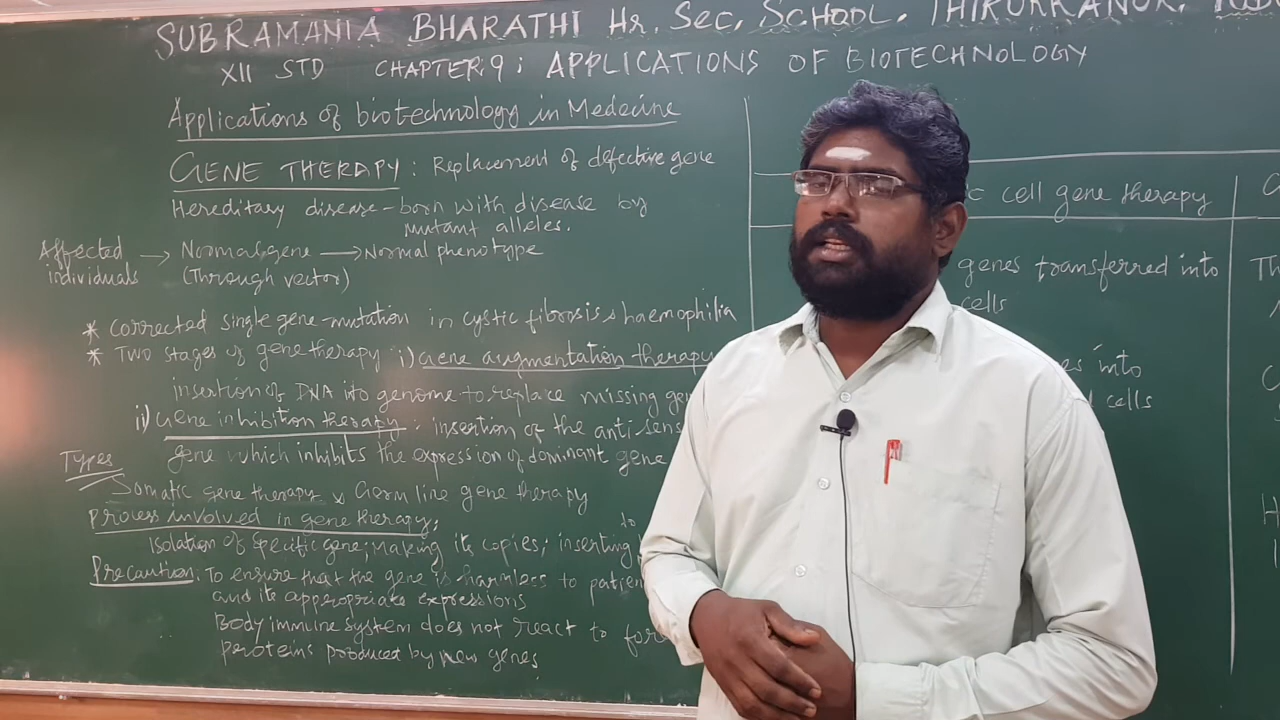 SUBRAMANIA BHARATHI Hr. Sec. SCHOOL. THIRUKKANUR.
XII STD CHAPTER: 9: APPLICATIONS OF BIOTECHNOLOGY
Applications of biotechnology in Medecine
GENE THERAPY: Replacement of defective gene
Hereditary disease - born with disease by
mutant alleles.
Affected individuals → Normal gene → Normal phenotype
(Through vector)
* Corrected single gene mutation in cystic fibrosis & haemophilia
* Two stages of gene therapy i) Gene augmentation therapy
insertion of DNA into genome to replace missing
ii) Gene inhibition therapy: insertion of the anti-sens
gene which inhibits the expression of dominant gene
Types
Somatic gene therapy & Germ line gene therapy
Process involved in gene therapy:
Isolation of specific gene; making its copies; inserting to
Precaution: To ensure that the gene is harmless to patien
and its appropriate expressions
Body immune system does not react to
proteins produced by new genes
c cell gene therapy
genes transferred into
cells
into
cells